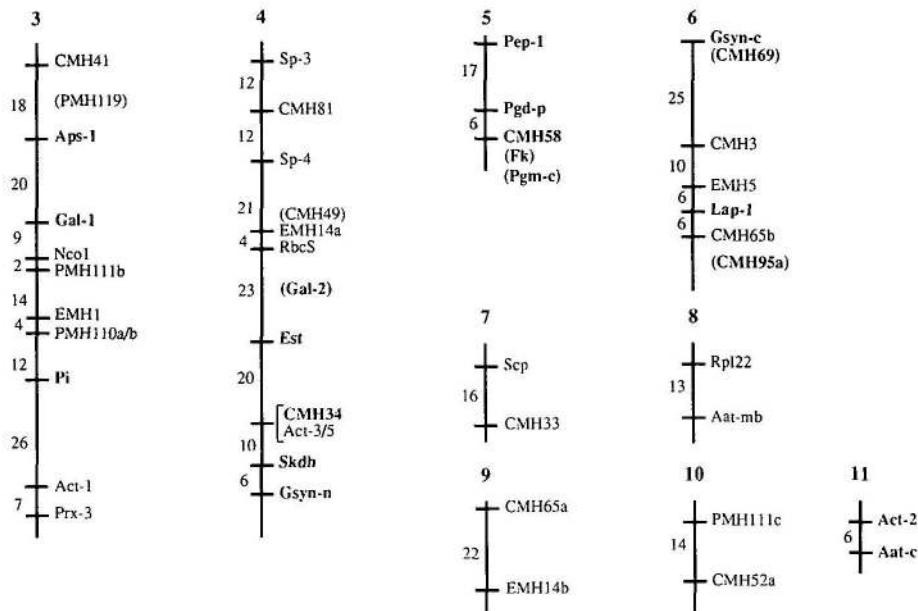 3
CMH41
18
(PMH119)
Aps-1
20
Gal-1
9
Nco1
2
PMH111b
14
EMH1
4
PMH110a/b
12
Pi
26
Act-1
7
Prx-3
4
Sp-3
12
CMH81
12
Sp-4
21
(CMH49)
EMH14a
4
RbcS
23
(Gal-2)
Est
20
CMH34
Act-3/5
10
Skdh
6
Gsyn-n
5
Pep-1
17
Pgd-p
6
CMH58
(Fk)
(Pgm-c)
6
Gsyn-c
(CMH69)
25
CMH3
10
EMH5
6
Lap-1
6
CMH65b
(CMH95a)
7
Scp
16
CMH33
8
Rpl22
13
Aat-mb
9
CMH65a
22
EMH14b
10
PMH111c
14
CMH52a
11
Act-2
6
Aat-c